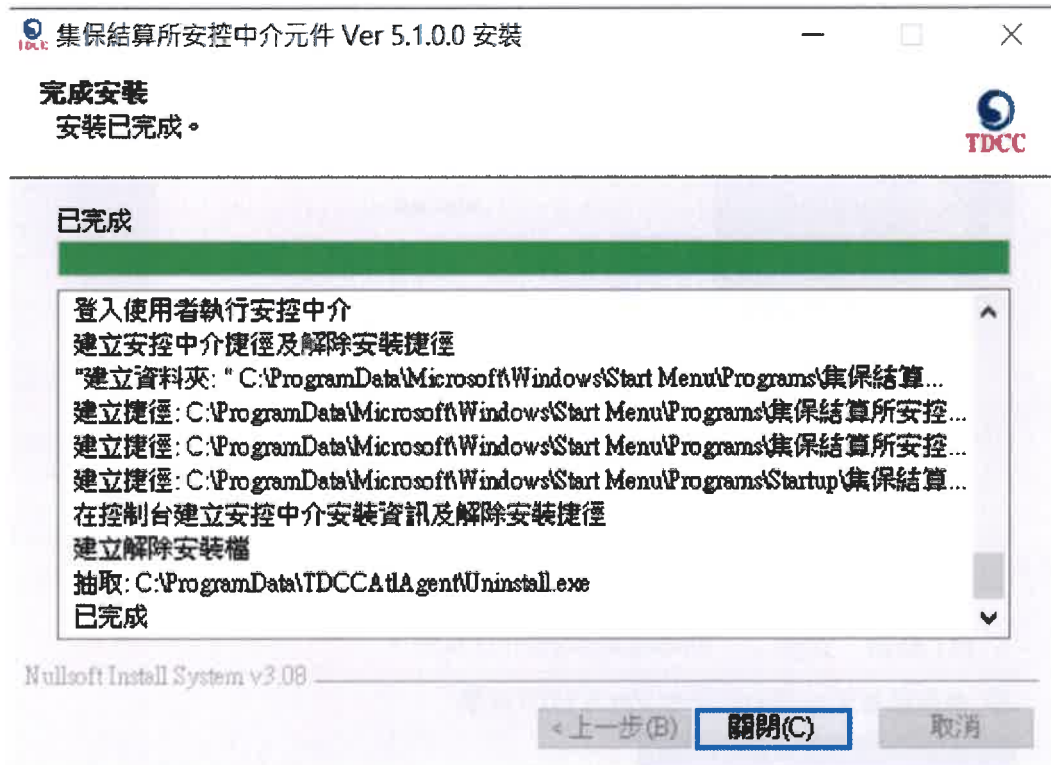 TDCC 集保結算所安控中介元件 Ver 5.1.0.0 安裝
完成安裝
安裝已完成。
TDCC
已完成
登入使用者執行安控中介
建立安控中介捷徑及解除安裝捷徑
"建立資料夾: " C:\ProgramData\Microsoft\Windows\Start Menu\Programs\集保結算...
建立捷徑: C:\ProgramData\Microsoft\Windows\Start Menu\Programs\集保結算所安控...
建立捷徑: C:\ProgramData\Microsoft\Windows\Start Menu\Programs\集保結算所安控...
建立捷徑: C:\ProgramData\Microsoft\Windows\Start Menu\Programs\Startup\集保結算...
在控制台建立安控中介安裝資訊及解除安裝捷徑
建立解除安裝檔
抽取: C:\ProgramData\TDCCAtlAgent\Uninstall.exe
已完成
Nullsoft Install System v3.08
<上一步(B) 關閉(C) 取消